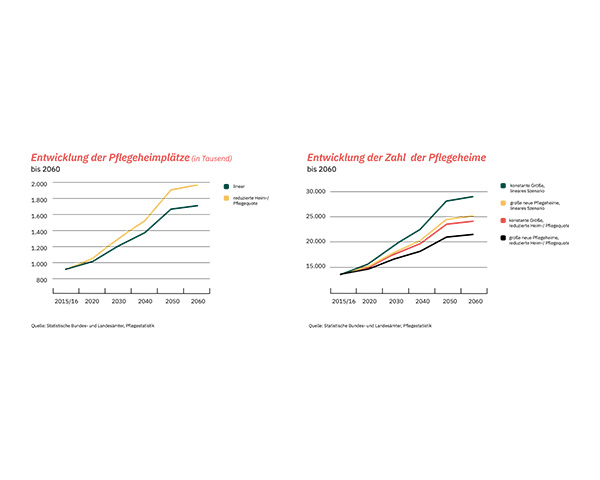 Entwicklung der Pflegeheimplätze (in Tausend)
bis 2060
2.000
1.800
1.600
1.400
1.200
1.000
800
2015/16 2020 2030 2040 2050 2060
linear
reduzierte Heim-/
Pflegequote
Quelle: Statistische Bundes- und Landesämter, Pflegestatistik
Entwicklung der Zahl der Pflegeheime
bis 2060
30.000
25.000
20.000
15.000
2015/16 2020 2030 2040 2050 2060
konstante Größe,
lineares Szenario
große neue Pflegeheime,
lineares Szenario
konstante Größe,
reduzierte Heim-/ Pflegequote
große neue Pflegeheime,
reduzierte Heim-/ Pflegequote
Quelle: Statistische Bundes- und Landesämter, Pflegestatistik